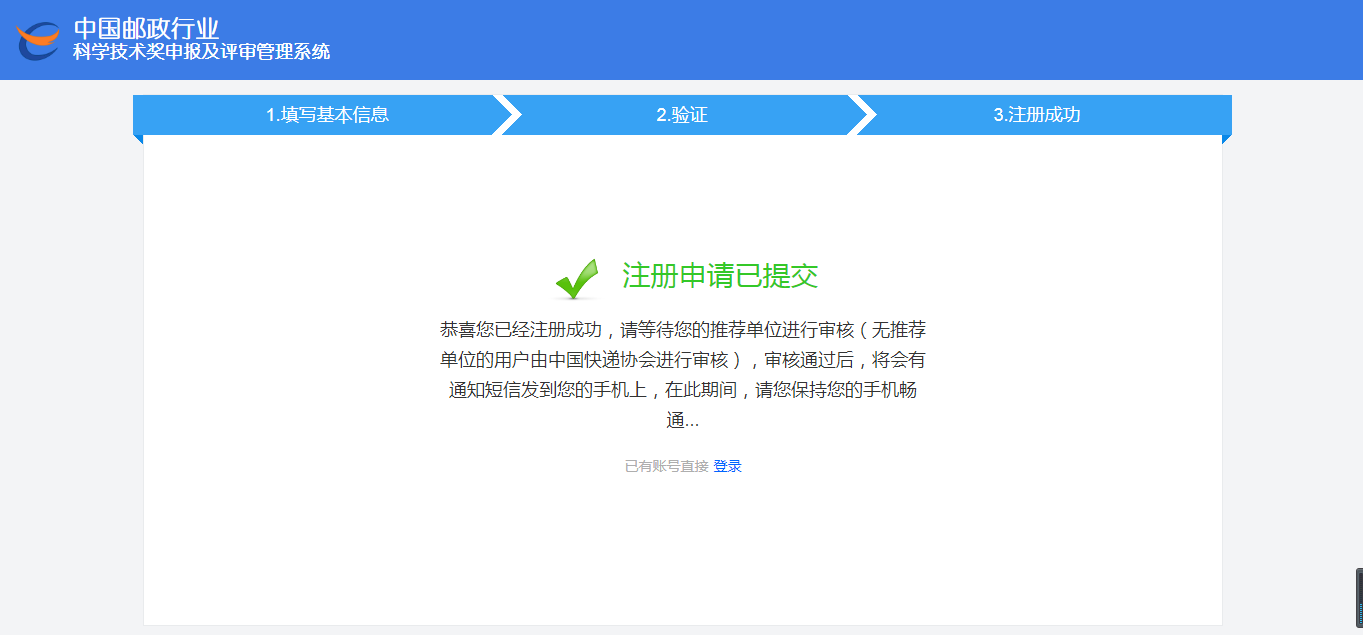 中国邮政行业
科学技术奖申报及评审管理系统
1.填写基本信息
2.验证
3.注册成功
注册申请已提交
恭喜您已经注册成功，请等待您的推荐单位进行审核（无推荐
单位的用户由中国快递协会进行审核），审核通过后，将会有
通知短信发到您的手机上，在此期间，请您保持您的手机畅
通...
已有账号直接 登录